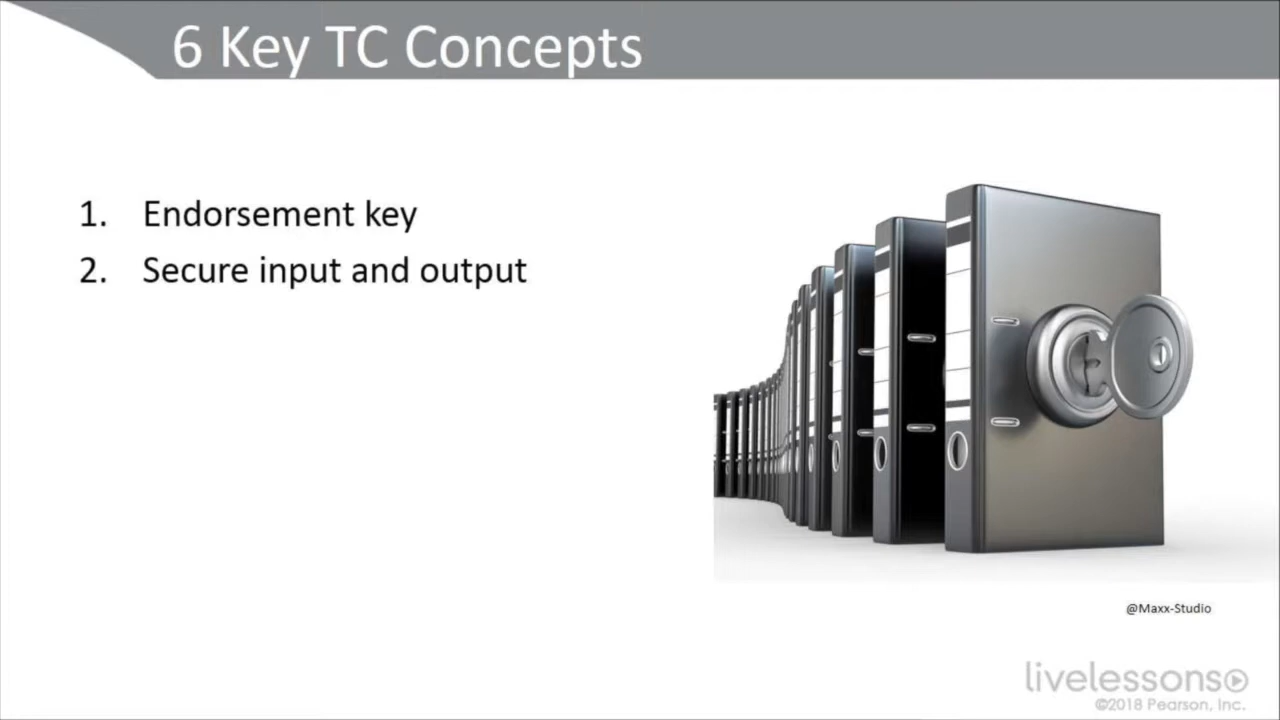 6 Key TC Concepts
1. Endorsement key
2. Secure input and output
@Maxx-Studio
livelessons
©2018 Pearson, Inc.